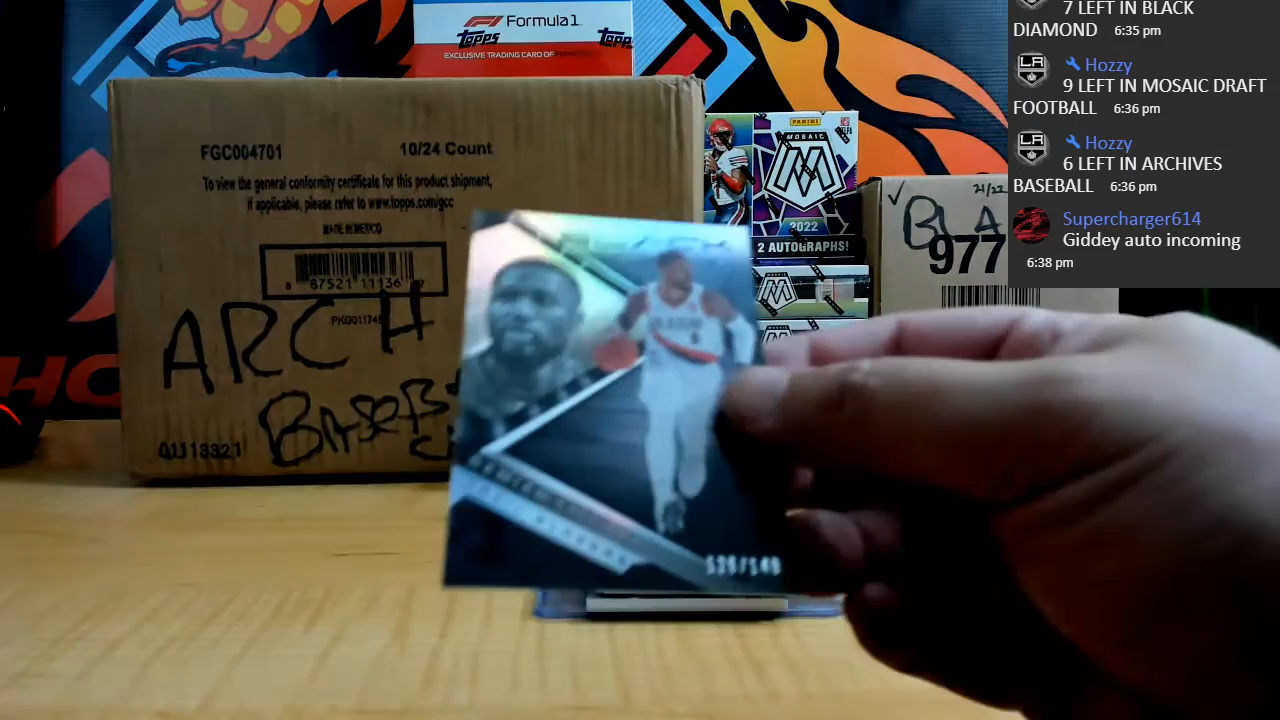 Formula 1
Topps
Topps
EXCLUSIVE TRADING CARD OF
FGC004701
10/24 Count
To view the general conformity certificate for this product shipment,
if applicable, please refer to www.topps.com/gcc
MADE IN MEXICO
ARCH
BASEB
01113321
PANINI
MOSAIC
2022
2 AUTOGRAPHS!
21/22
BLA
977
7 LEFT IN BLACK
DIAMOND 6:35 pm
Hozzy
9 LEFT IN MOSAIC DRAFT
FOOTBALL 6:36 pm
Hozzy
6 LEFT IN ARCHIVES
BASEBALL 6:36 pm
Supercharger614
Giddey auto incoming
6:38 pm